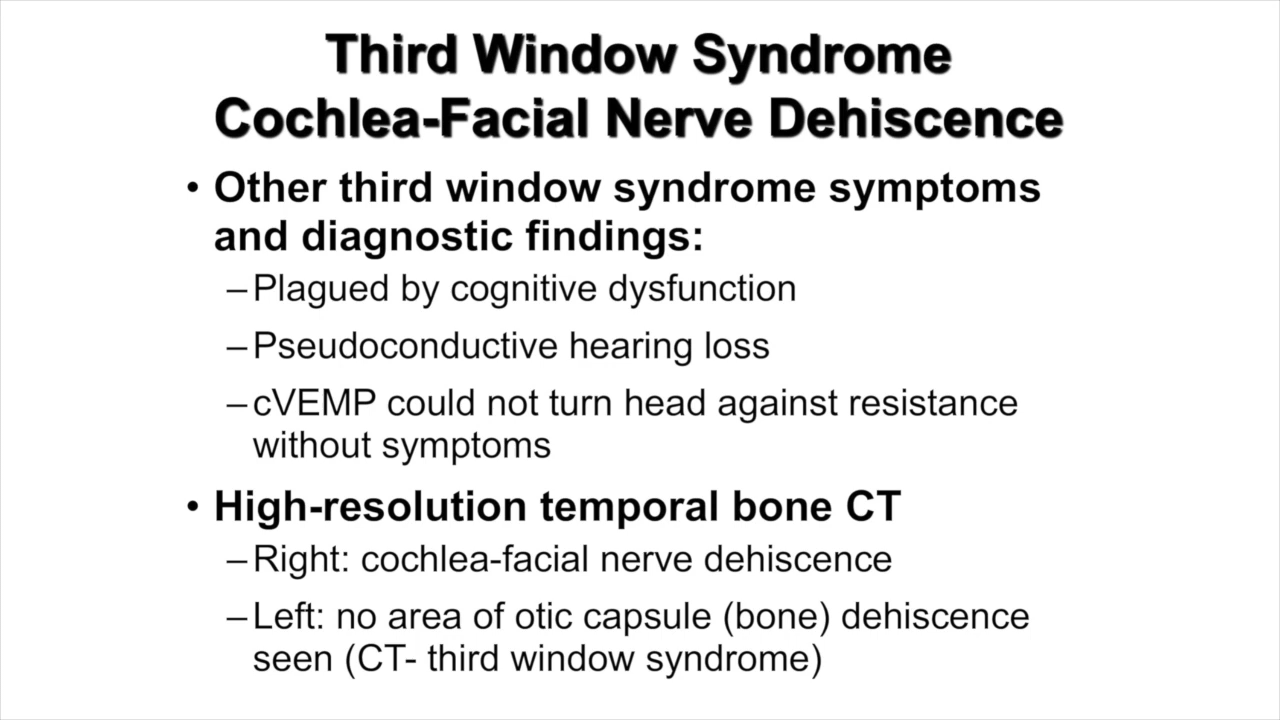 Third Window Syndrome
Cochlea-Facial Nerve Dehiscence
• Other third window syndrome symptoms
and diagnostic findings:
–Plagued by cognitive dysfunction
–Pseudoconductive hearing loss
–cVEMP could not turn head against resistance
without symptoms
• High-resolution temporal bone CT
–Right: cochlea-facial nerve dehiscence
–Left: no area of otic capsule (bone) dehiscence
seen (CT- third window syndrome)